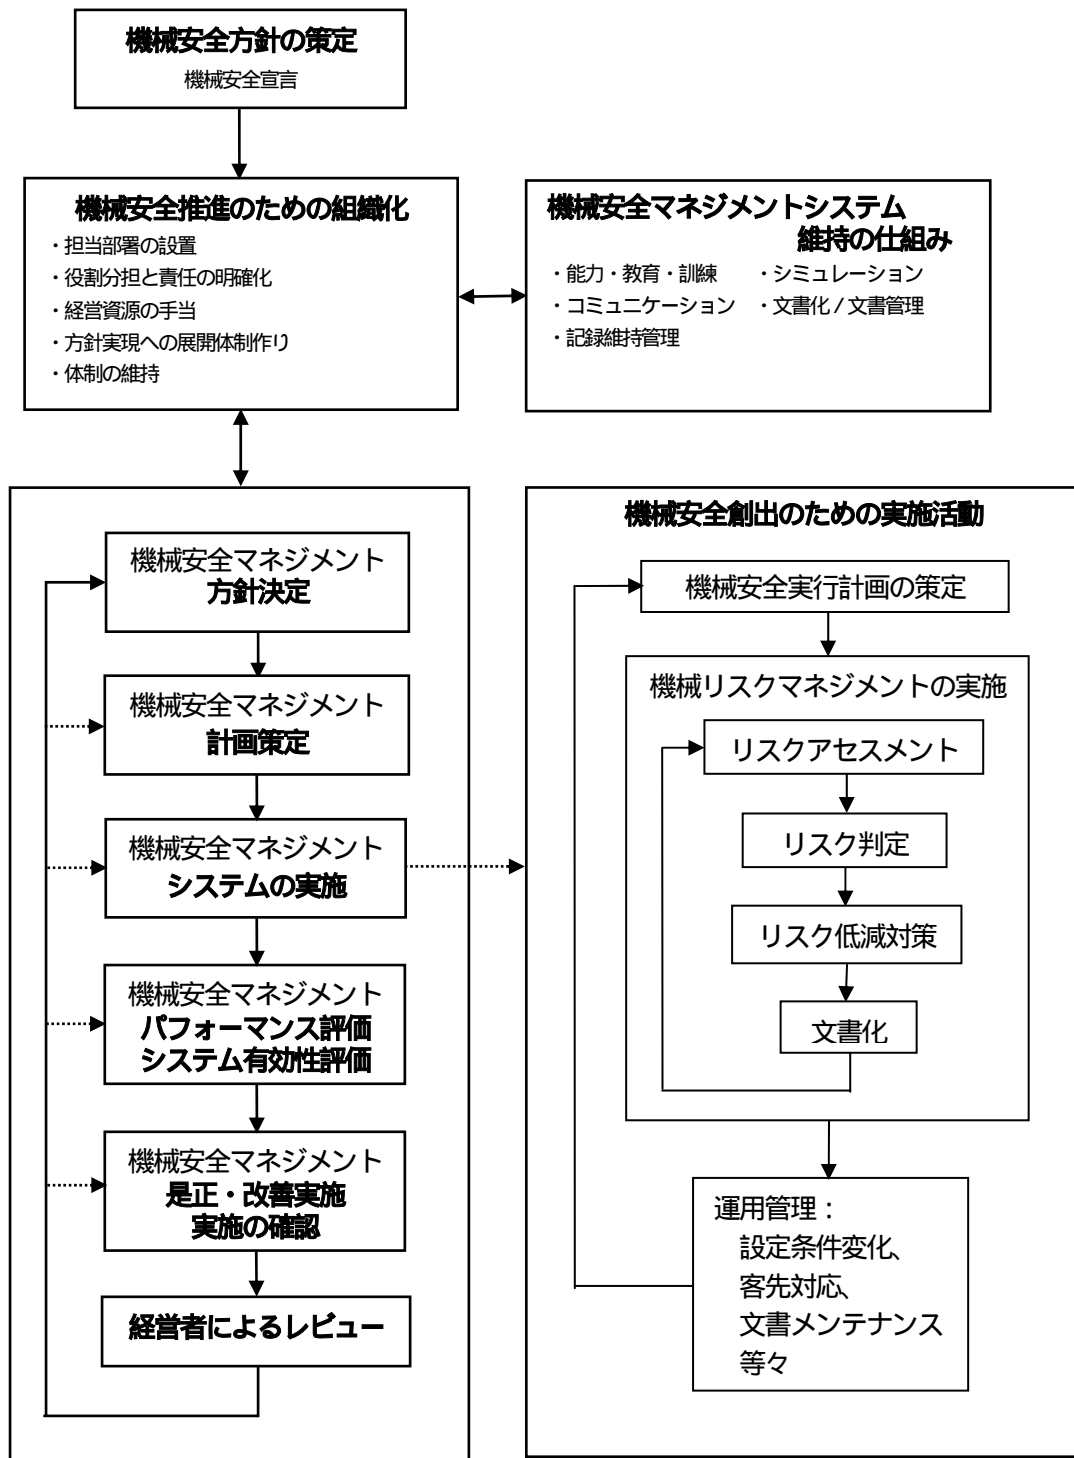 機械安全方針の策定
機械安全宣言
機械安全推進のための組織化
・担当部署の設置
・役割分担と責任の明確化
・経営資源の手当
・方針実現への展開体制作り
・体制の維持
機械安全マネジメントシステム
維持の仕組み
・能力・教育・訓練 ・シミュレーション
・コミュニケーション ・文書化 / 文書管理
・記録維持管理
機械安全マネジメント
方針決定
機械安全マネジメント
計画策定
機械安全マネジメント
システムの実施
機械安全マネジメント
パフォーマンス評価
システム有効性評価
機械安全マネジメント
是正・改善実施
実施の確認
経営者によるレビュー
機械安全創出のための実施活動
機械安全実行計画の策定
機械リスクマネジメントの実施
リスクアセスメント
リスク判定
リスク低減対策
文書化
運用管理：
設定条件変化、
客先対応、
文書メンテナンス
等々